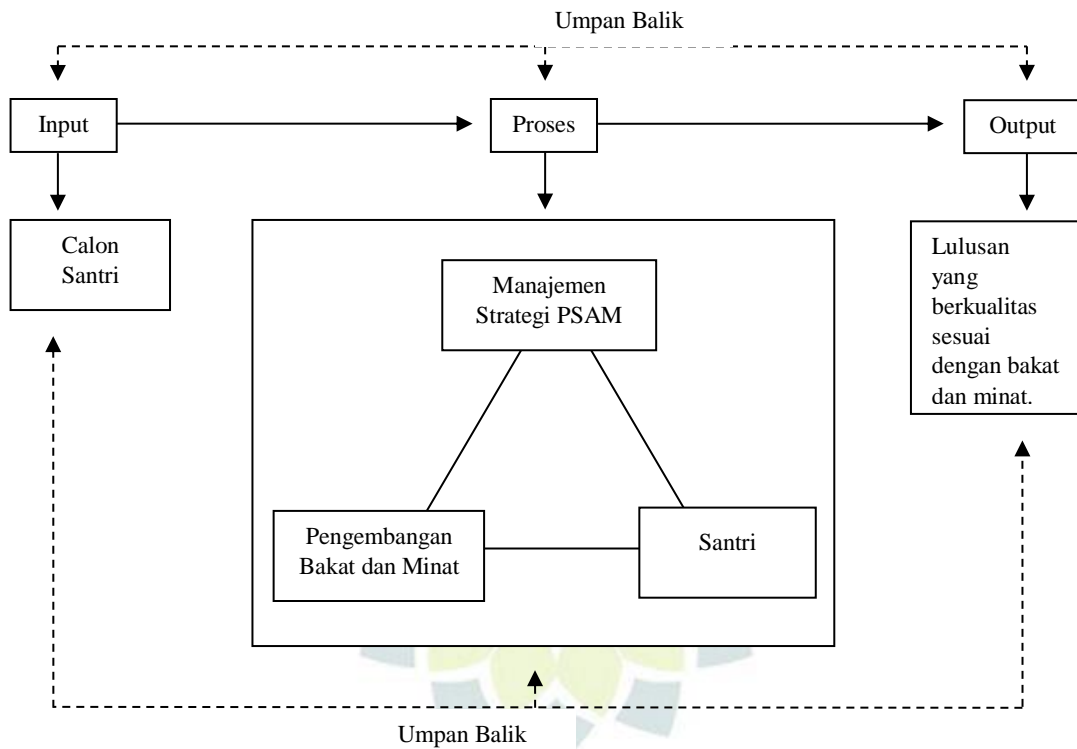 Umpan Balik
Input
Proses
Output
Calon
Santri
Manajemen
Strategi PSAM
Pengembangan
Bakat dan Minat
Santri
Lulusan
yang
berkualitas
sesuai
dengan bakat
dan minat.
Umpan Balik